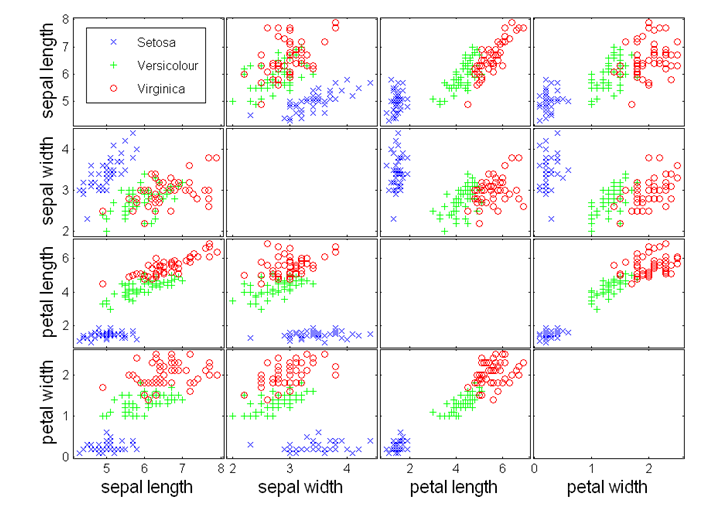 Setosa
Versicolour
Virginica
sepal length
8
7
6
5
sepal width
4
3
2
petal length
6
4
2
petal width
2
1
0
5 6 7 8 2 3 4 2 4 6 0 1 2
sepal length sepal width petal length petal width